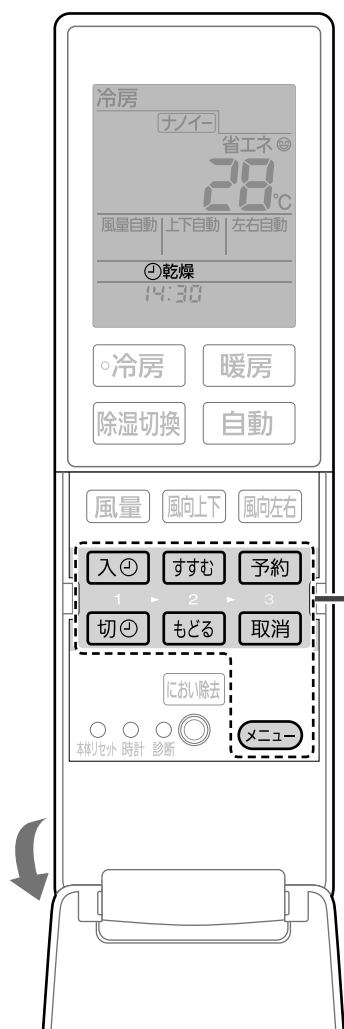 冷房
ナノイー
省エネ
28℃
風量自動 上下自動 左右自動
乾燥
14:30
冷房 暖房
除湿切換 自動
風量 風向上下 風向左右
入 すすむ 予約
1 2 3
切 もどる 取消
におい除去
メニュー
本体リセット 時計 診断